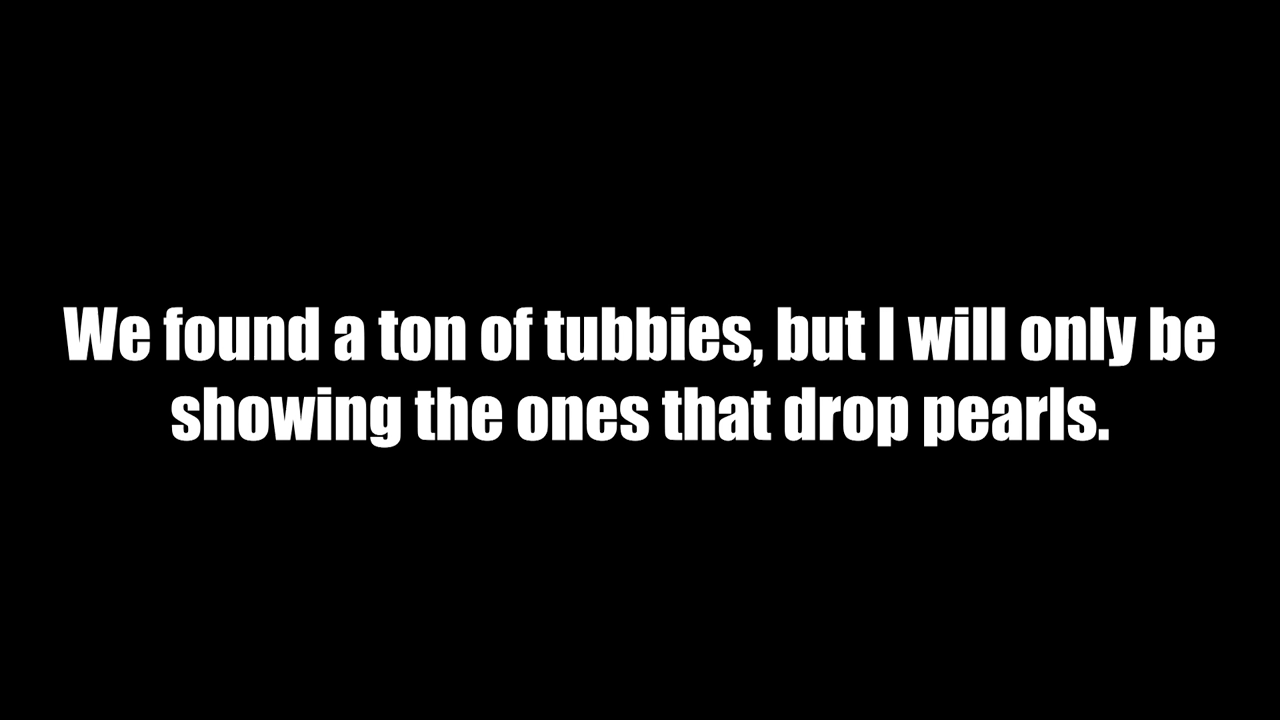 We found a ton of tubbies, but I will only be
showing the ones that drop pearls.